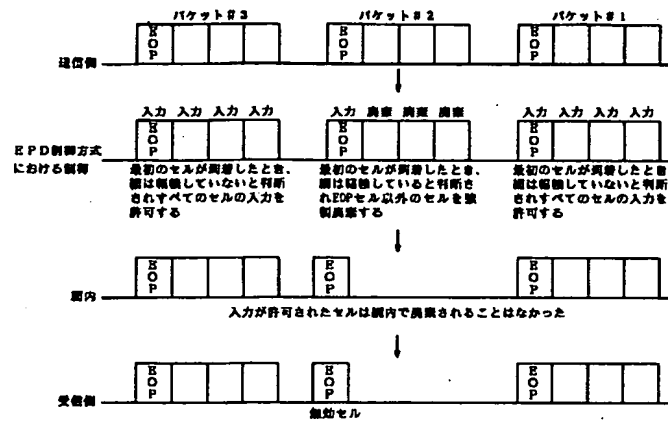 パケット#3 パケット#2 パケット#1
EOP EOP EOP
送信側
入力 入力 入力 入力 入力 廃棄 廃棄 廃棄 入力 入力 入力 入力
EOP EOP EOP
EPD制御方式
における制御
最初のセルが到着したとき、
網は輻輳していないと判断
されすべてのセルの入力を
許可する
最初のセルが到着したとき、
網は輻輳していると判断さ
れEOPセル以外のセルを強
制廃棄する
最初のセルが到着したとき、
網は輻輳していないと判断
されすべてのセルの入力を
許可する
EOP EOP EOP
網内
入力が許可されたセルは網内で廃棄されることはなかった
EOP EOP EOP
受信側
無効セル